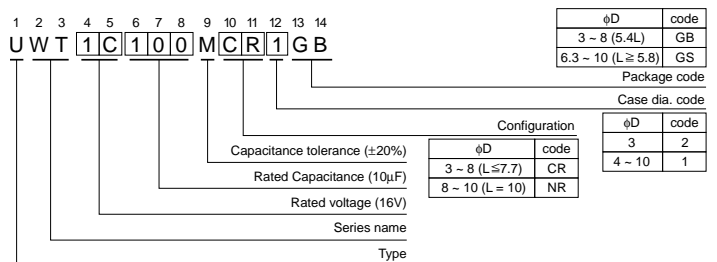 1 2 3 4 5 6 7 8 9 10 11 12 13 14
U W T 1 C 1 0 0 M C R 1 G B
ϕD code
3 ~ 8 (5.4L) GB
6.3 ~ 10 (L≧5.8) GS
Package code
Case dia. code
ϕD code
3 2
4 ~ 10 1
Configuration
ϕD code
3 ~ 8 (L≦7.7) CR
8 ~ 10 (L = 10) NR
Capacitance tolerance (±20%)
Rated Capacitance (10μF)
Rated voltage (16V)
Series name
Type